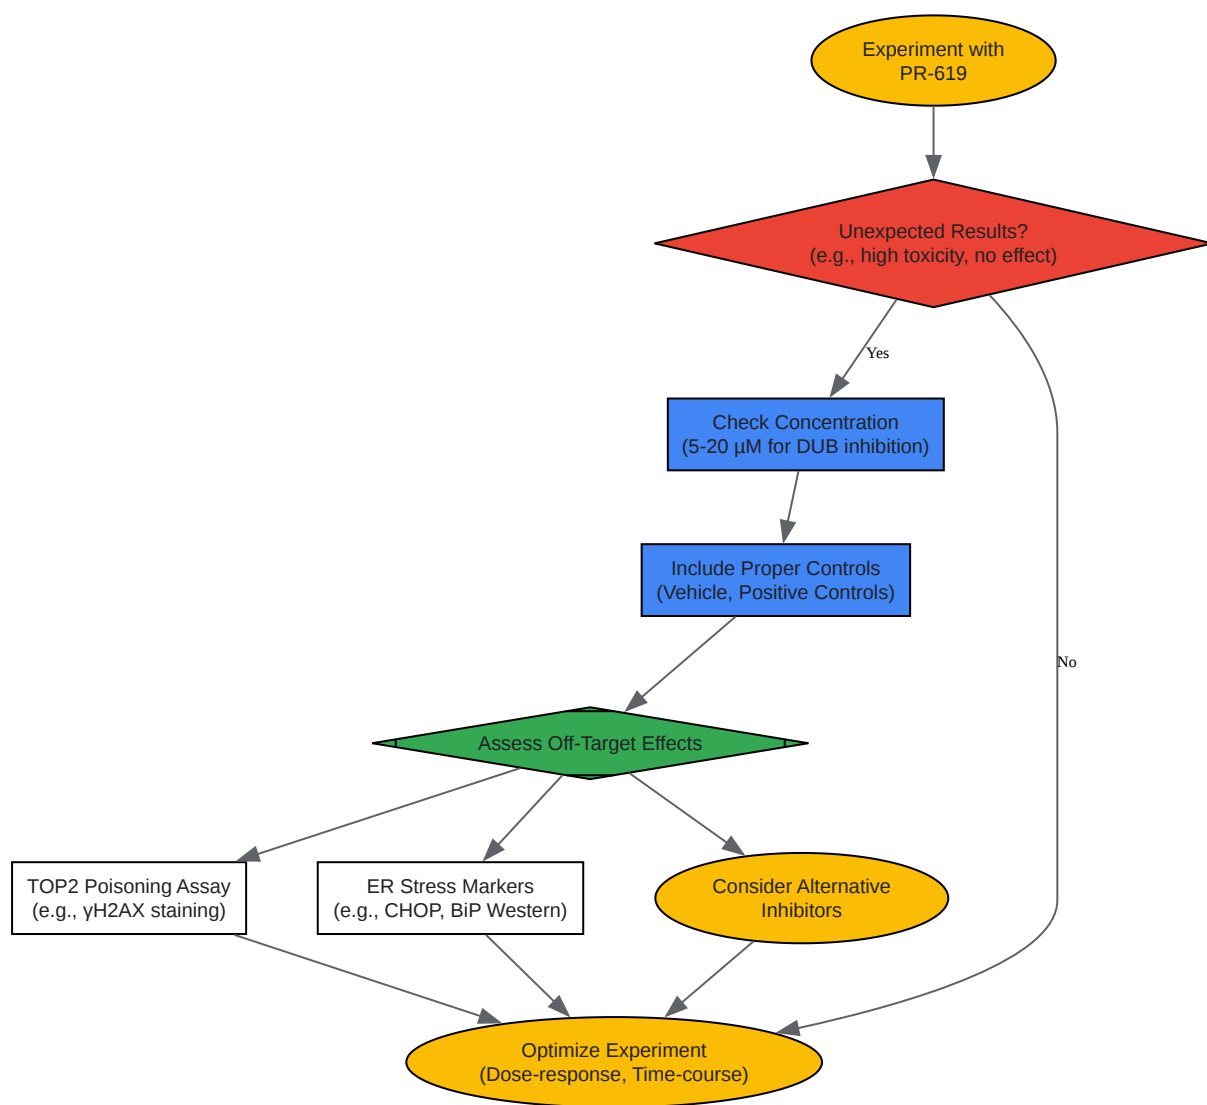 Experiment with
PR-619
Unexpected Results?
(e.g., high toxicity, no effect)
Yes
Check Concentration
(5-20 µM for DUB inhibition)
Include Proper Controls
(Vehicle, Positive Controls)
No
Assess Off-Target Effects
TOP2 Poisoning Assay
(e.g., γH2AX staining)
ER Stress Markers
(e.g., CHOP, BiP Western)
Consider Alternative
Inhibitors
Optimize Experiment
(Dose-response, Time-course)